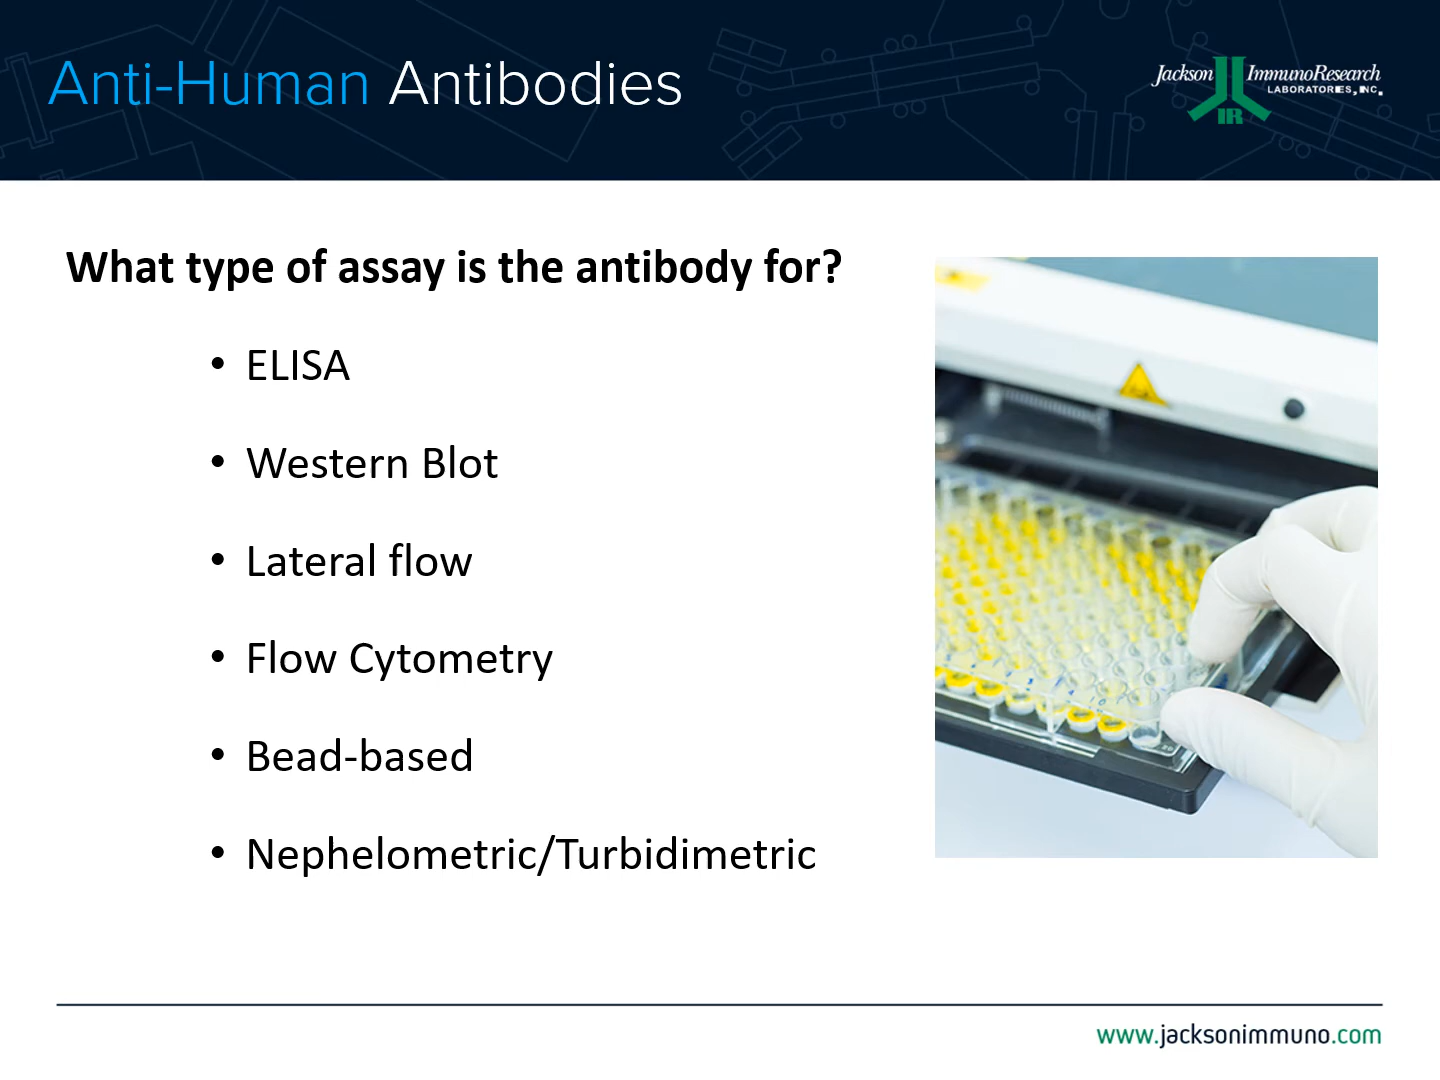 Anti-Human Antibodies
Jackson ImmunoResearch
LABORATORIES, INC.
IR
What type of assay is the antibody for?
• ELISA
• Western Blot
• Lateral flow
• Flow Cytometry
• Bead-based
• Nephelometric/Turbidimetric
www.jacksonimmuno.com